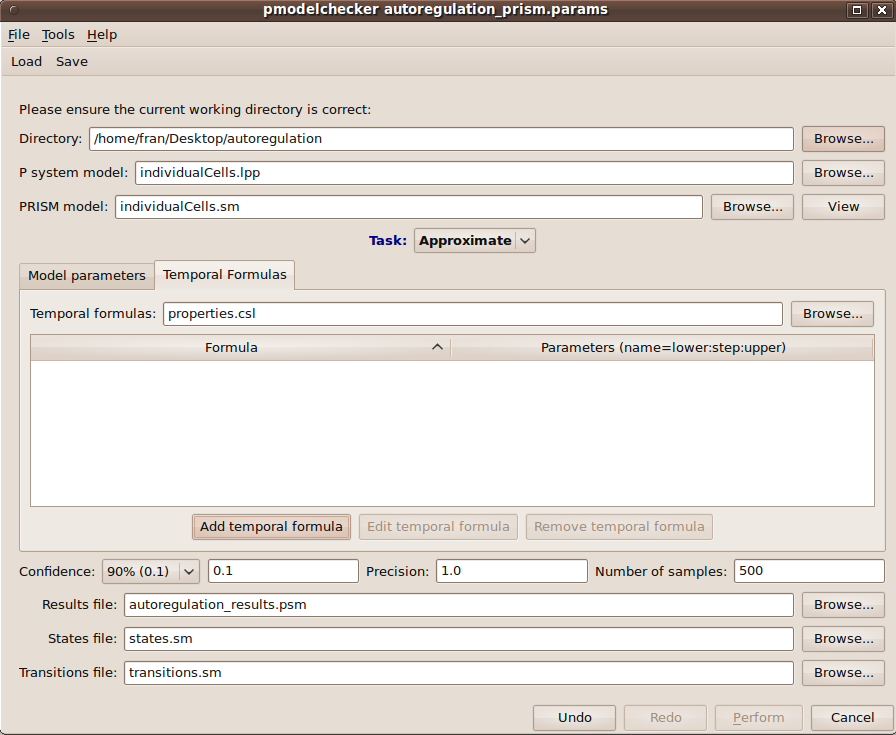 pmodelchecker autoregulation_prism.params
File Tools Help
Load Save
Please ensure the current working directory is correct:
Directory: /home/fran/Desktop/autoregulation Browse...
P system model: individualCells.lpp Browse...
PRISM model: individualCells.sm Browse... View
Task: Approximate
Model parameters Temporal Formulas
Temporal formulas: properties.csl Browse...
Formula Parameters (name=lower:step:upper)
Add temporal formula Edit temporal formula Remove temporal formula
Confidence: 90% (0.1) 0.1 Precision: 1.0 Number of samples: 500
Results file: autoregulation_results.psm Browse...
States file: states.sm Browse...
Transitions file: transitions.sm Browse...
Undo Redo Perform Cancel